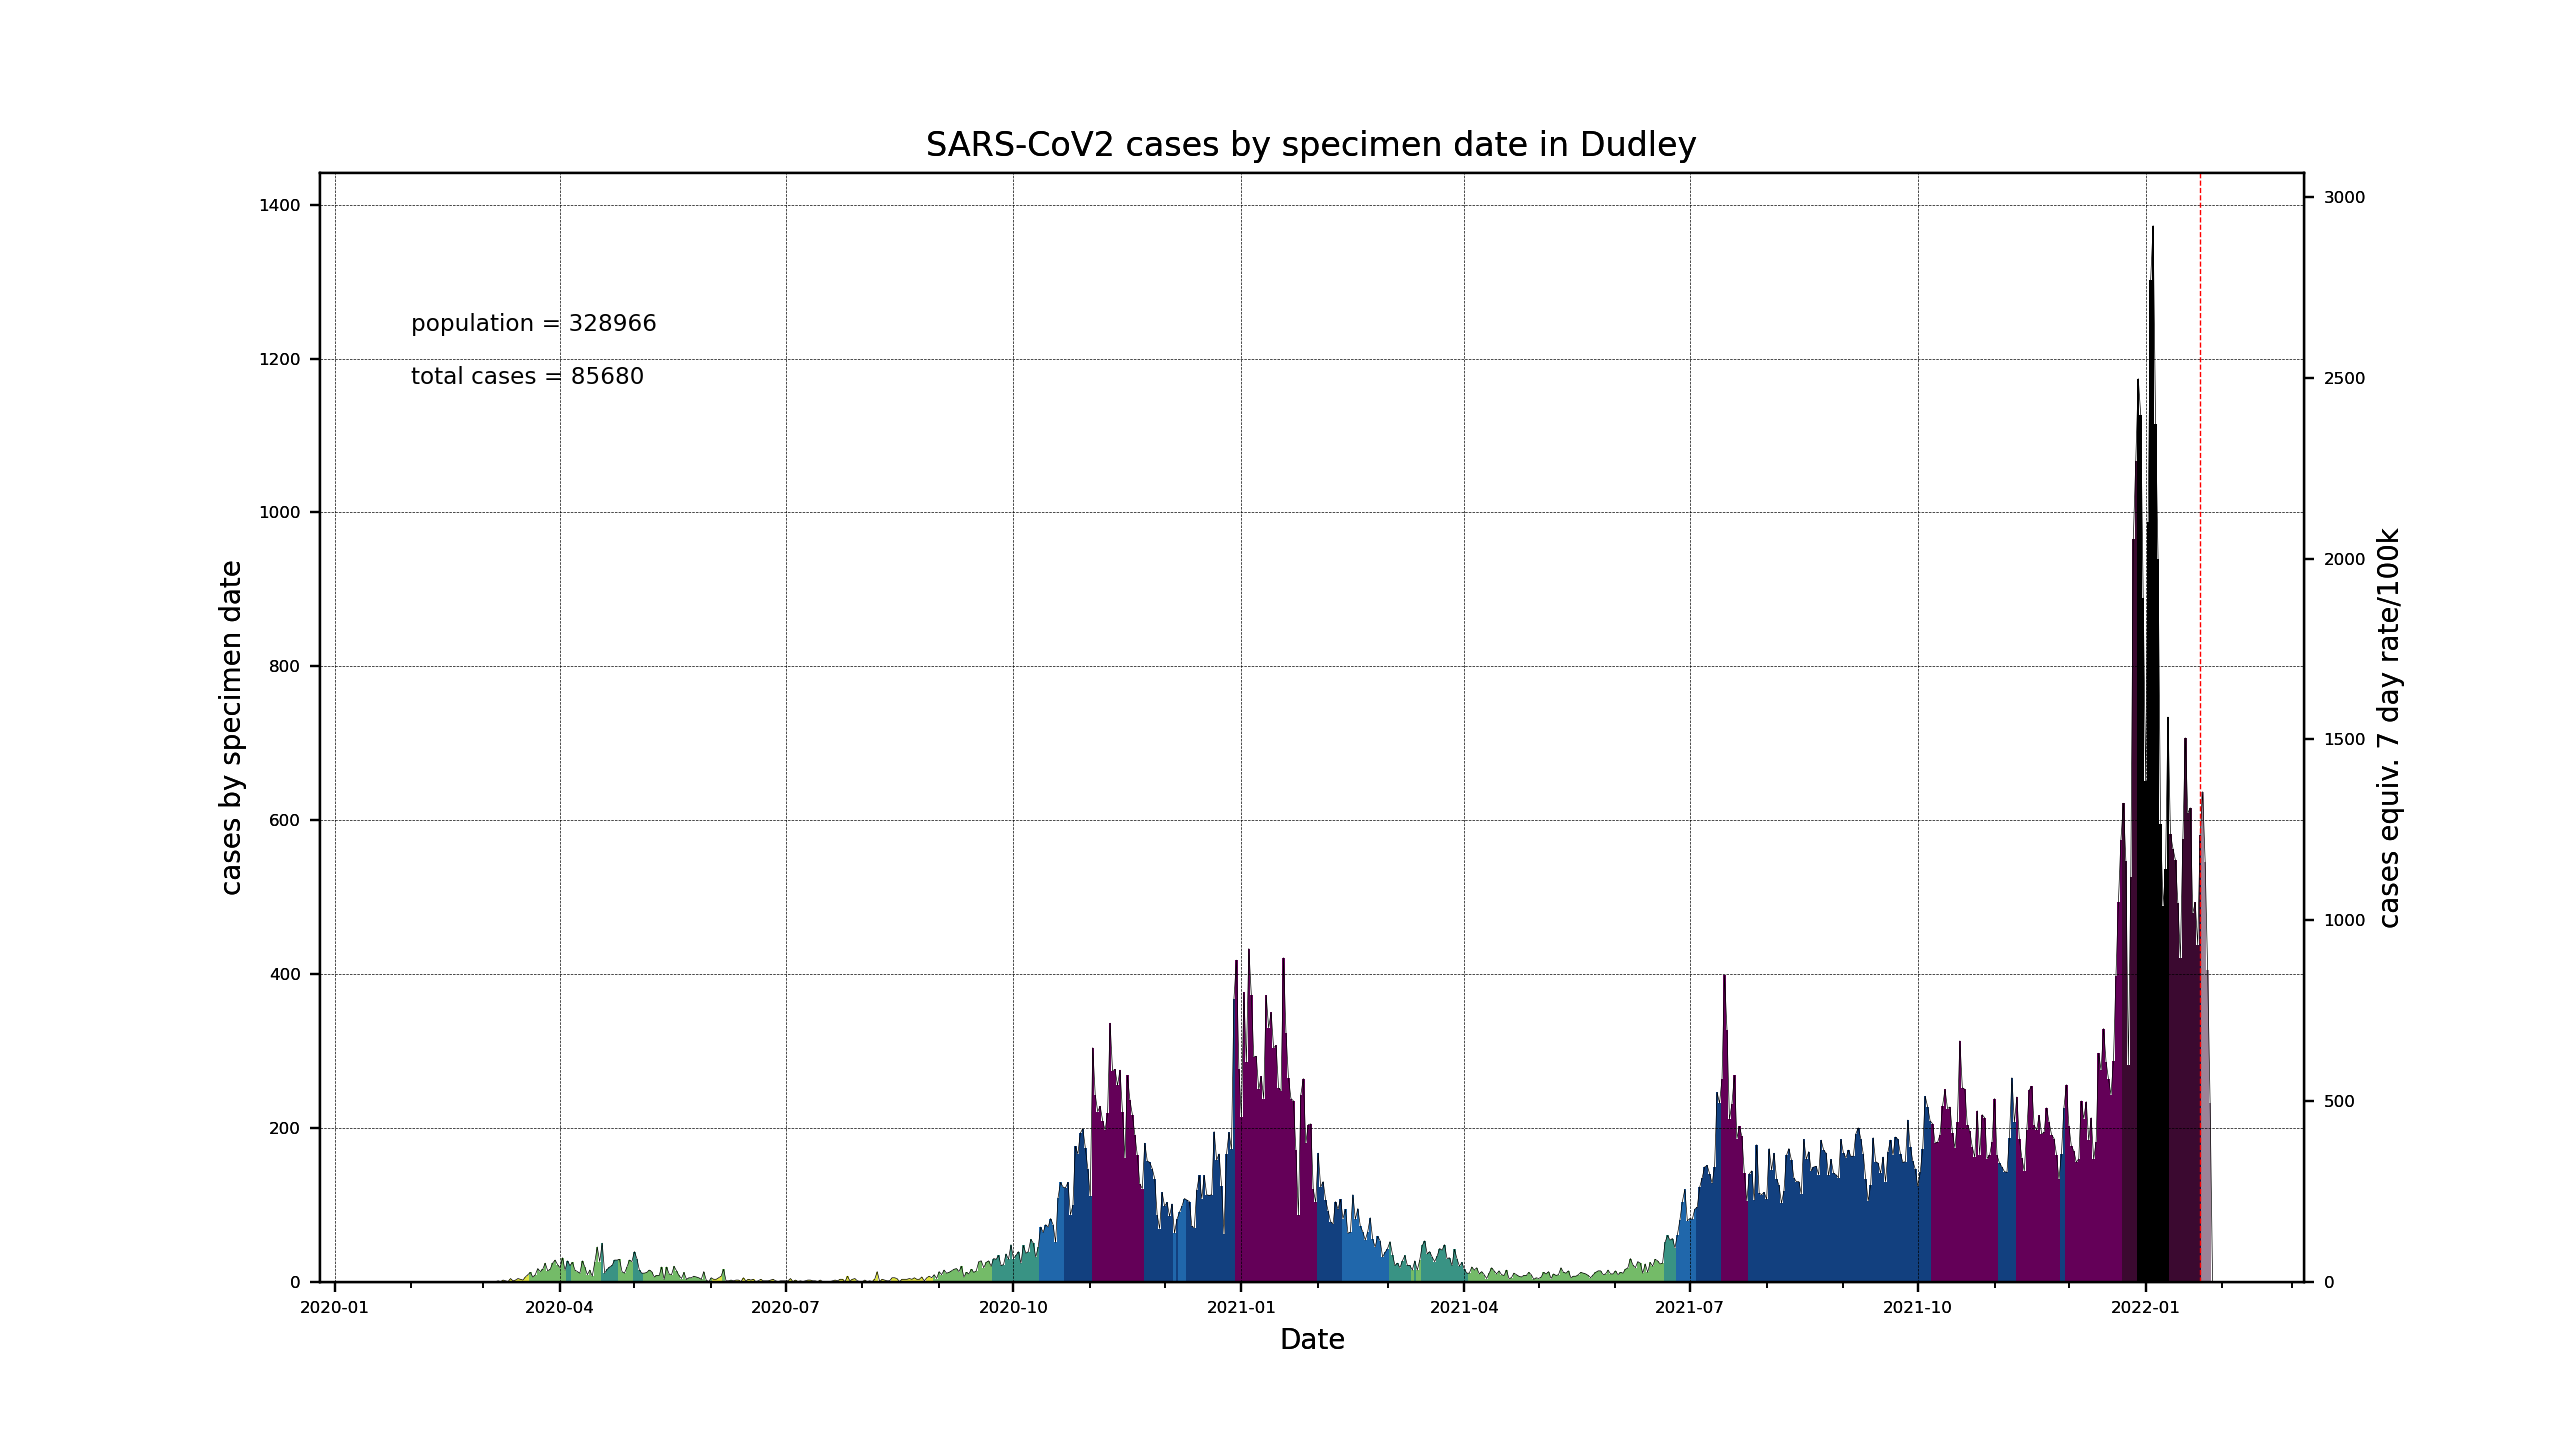 SARS-CoV2 cases by specimen date in Dudley
population = 328966
total cases = 85680
cases by specimen date
1400
1200
1000
800
600
400
200
0
3000
2500
2000
1500
1000
500
0
cases equiv. 7 day rate/100k
2020-01 2020-04 2020-07 2020-10 2021-01 2021-04 2021-07 2021-10 2022-01
Date